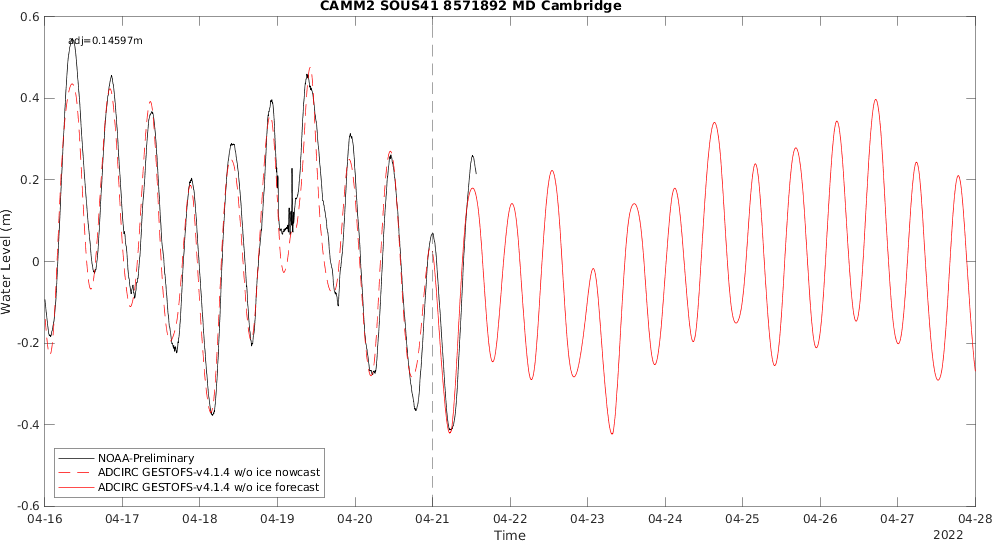 CAMM2 SOUS41 8571892 MD Cambridge
adj=0.14597m
0.6
0.4
0.2
0
-0.2
-0.4
-0.6
Water Level (m)
NOAA-Preliminary
ADCIRC GESTOFS-v4.1.4 w/o ice nowcast
ADCIRC GESTOFS-v4.1.4 w/o ice forecast
04-16 04-17 04-18 04-19 04-20 04-21 04-22 04-23 04-24 04-25 04-26 04-27 04-28
Time
2022